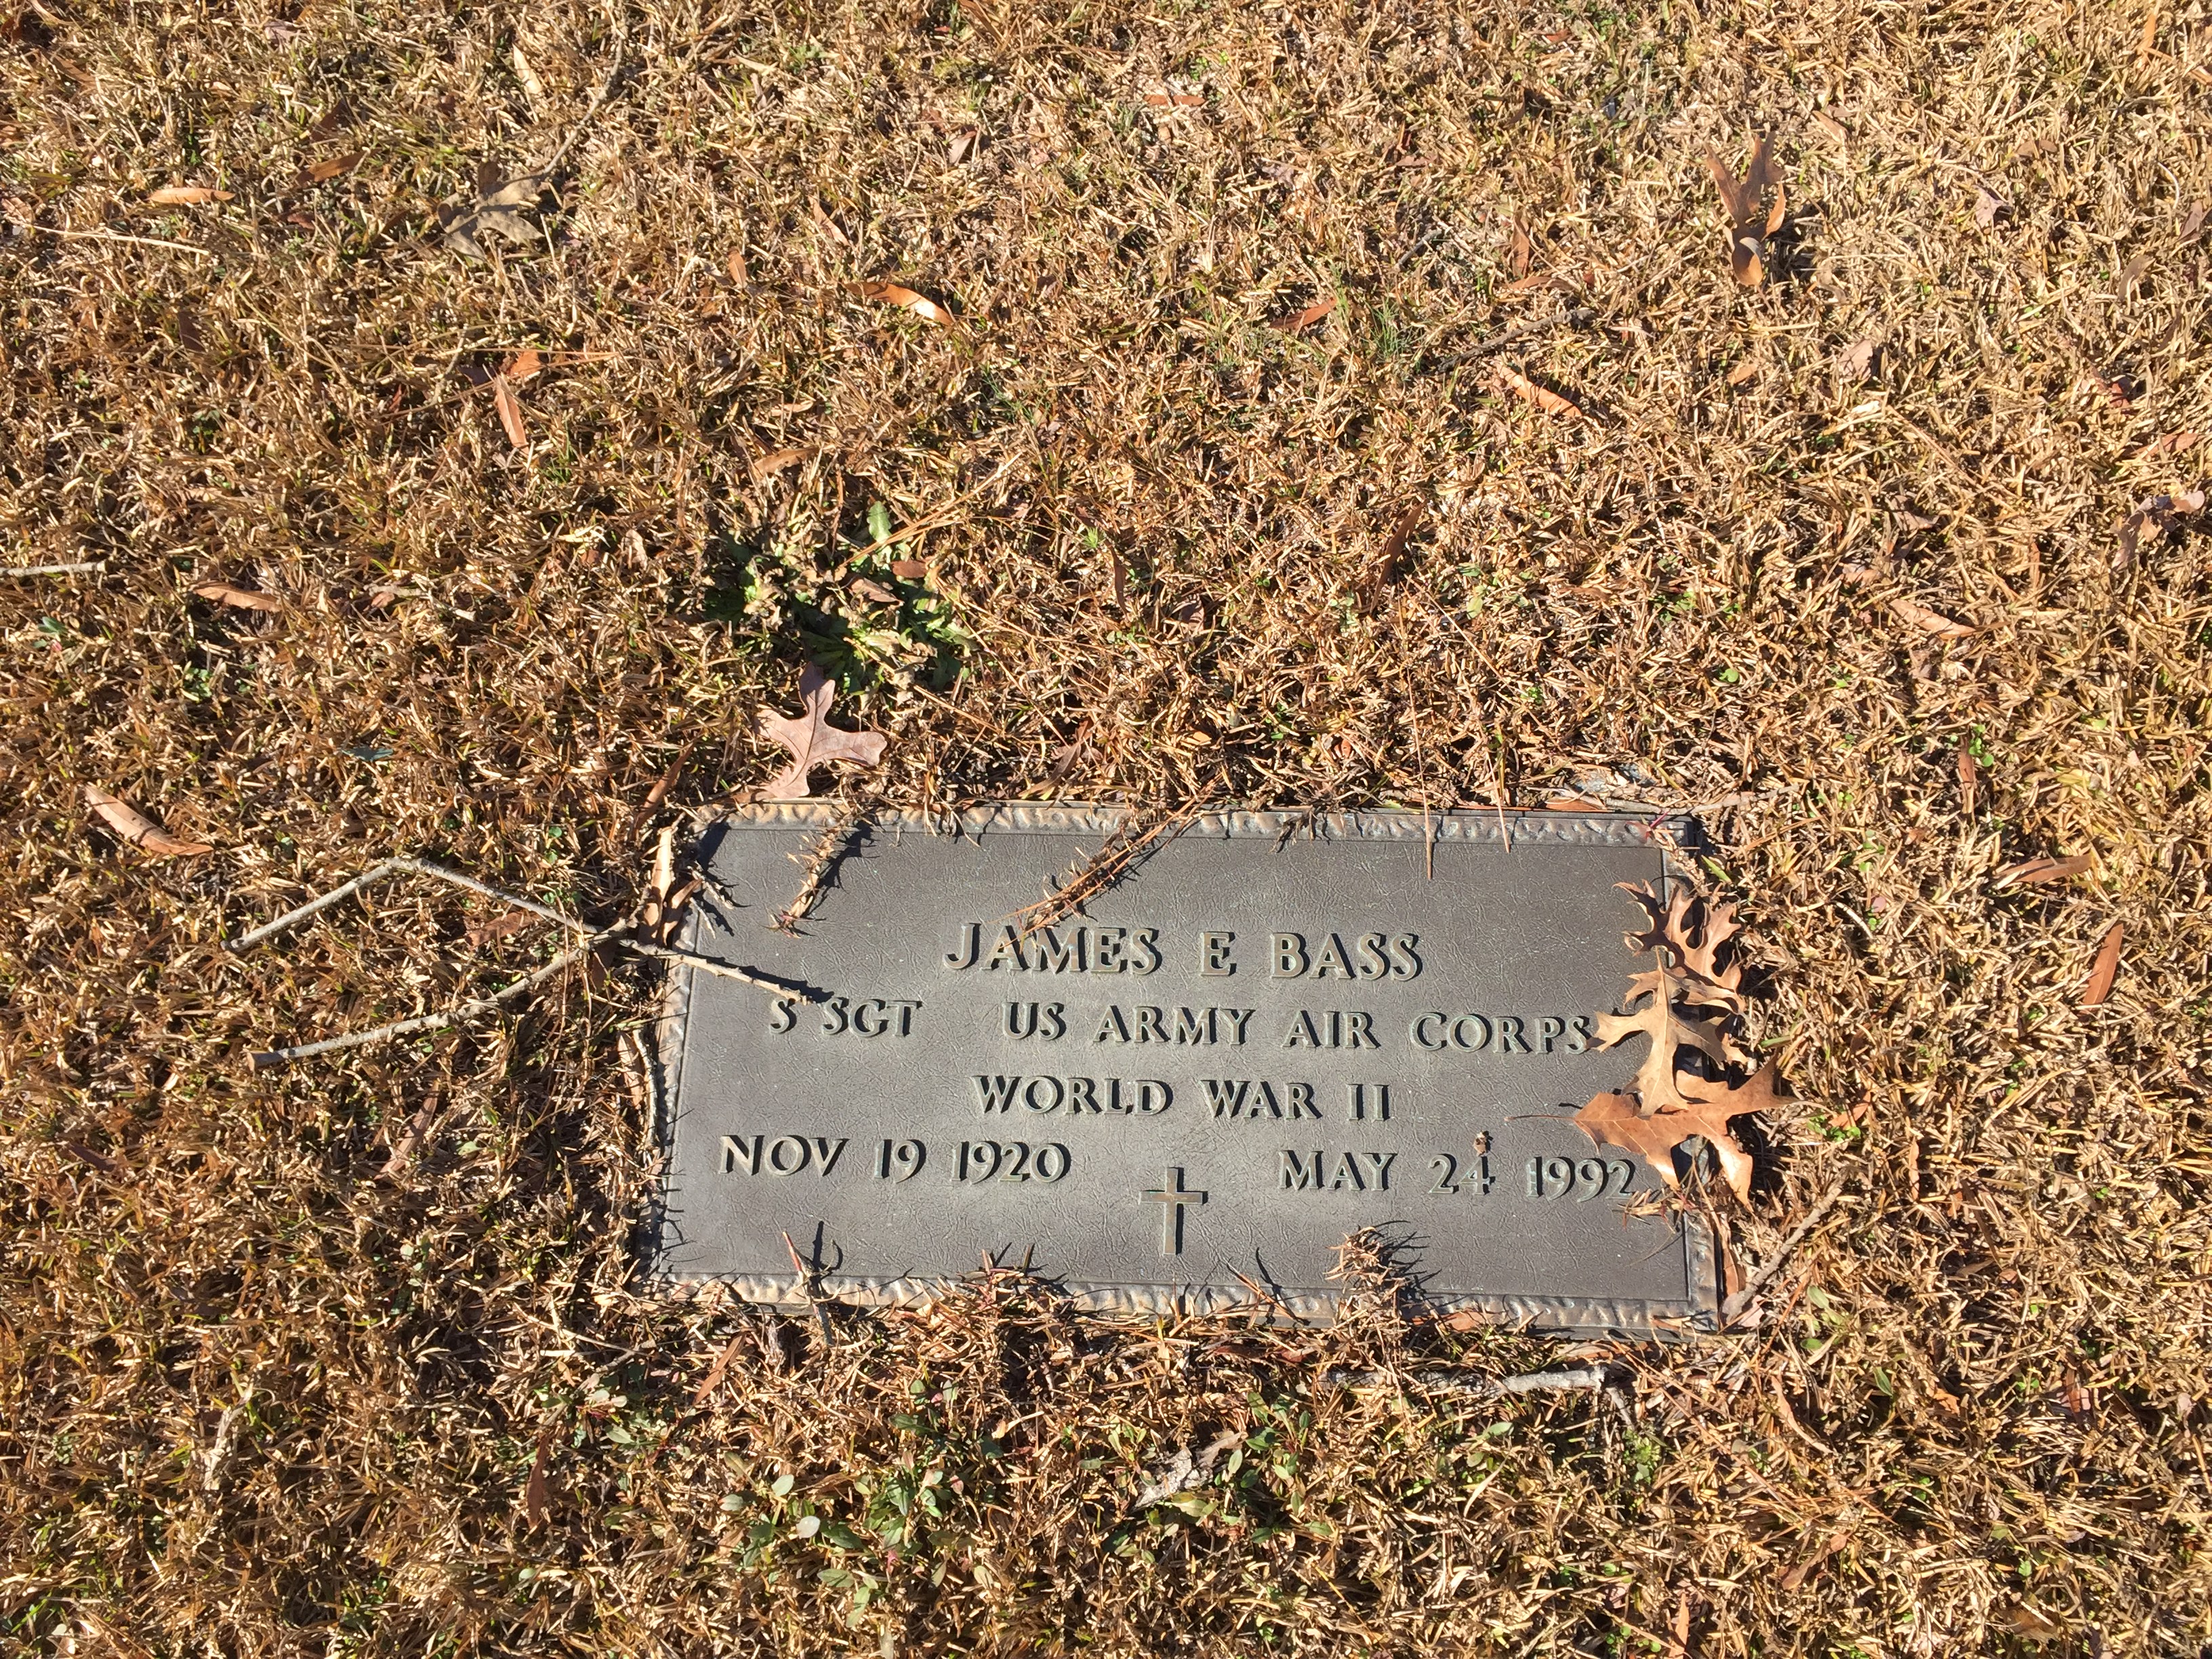 JAMES E BASS
S SGT US ARMY AIR CORPS
WORLD WAR II
NOV 19 1920 MAY 24 1992